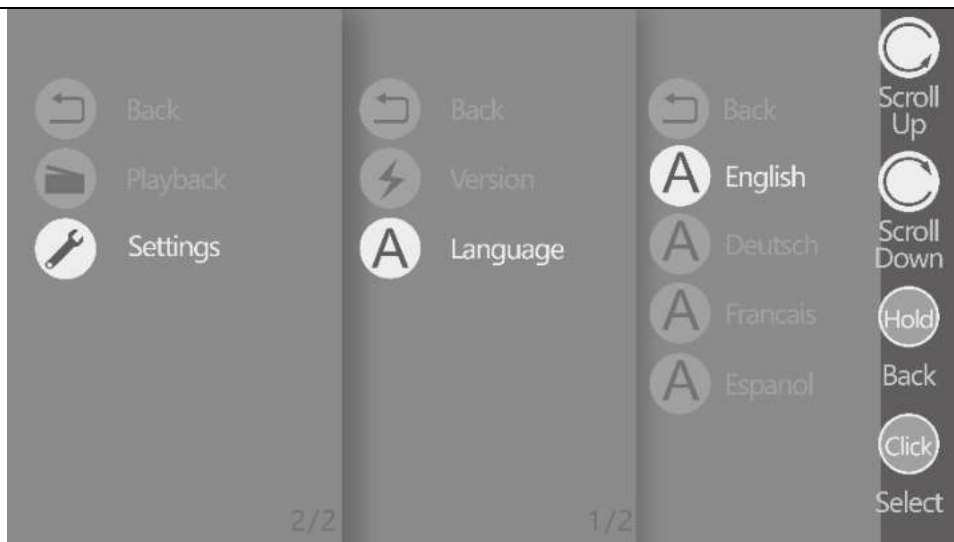 Back
Playback
Settings
2/2
Back
Version
A Language
1/2
Back
A English
A Deutsch
A Francais
A Espanol
Scroll
Up
Scroll
Down
Hold
Back
Click
Select